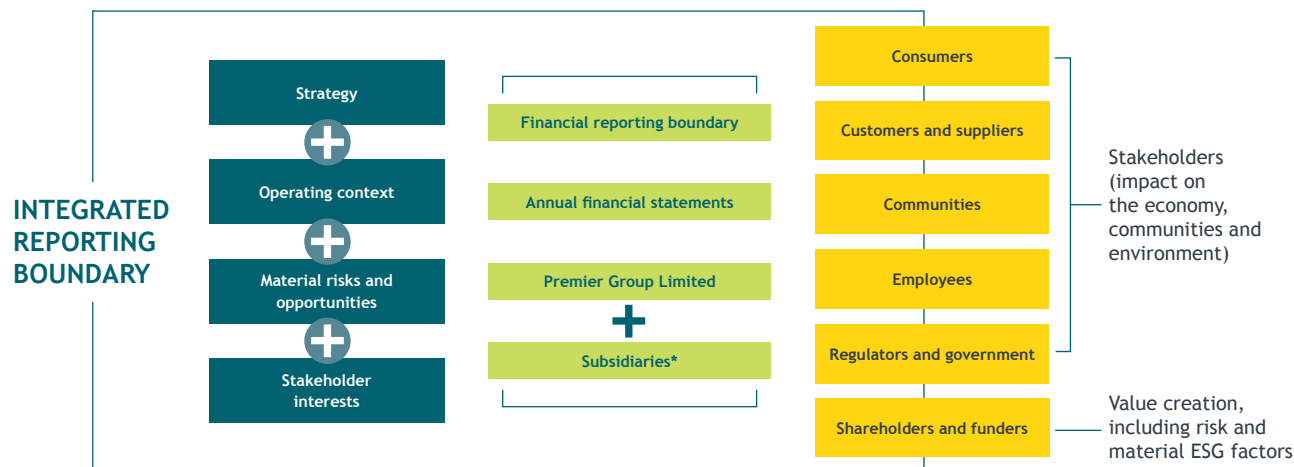 INTEGRATED
REPORTING
BOUNDARY
Strategy
Operating context
Material risks and
opportunities
Stakeholder
interests
Financial reporting boundary
Annual financial statements
Premier Group Limited
Subsidiaries*
Consumers
Customers and suppliers
Communities
Employees
Regulators and government
Shareholders and funders
Stakeholders
(impact on
the economy,
communities and
environment)
Value creation,
including risk and
material ESG factors